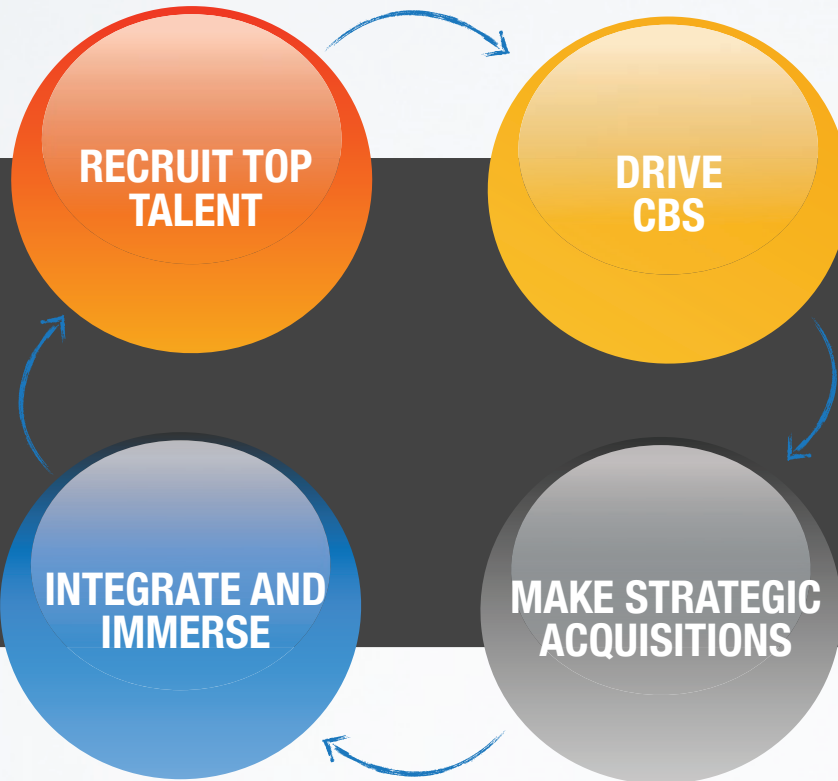 RECRUIT TOP
TALENT
DRIVE
CBS
INTEGRATE AND
IMMERSE
MAKE STRATEGIC
ACQUISITIONS